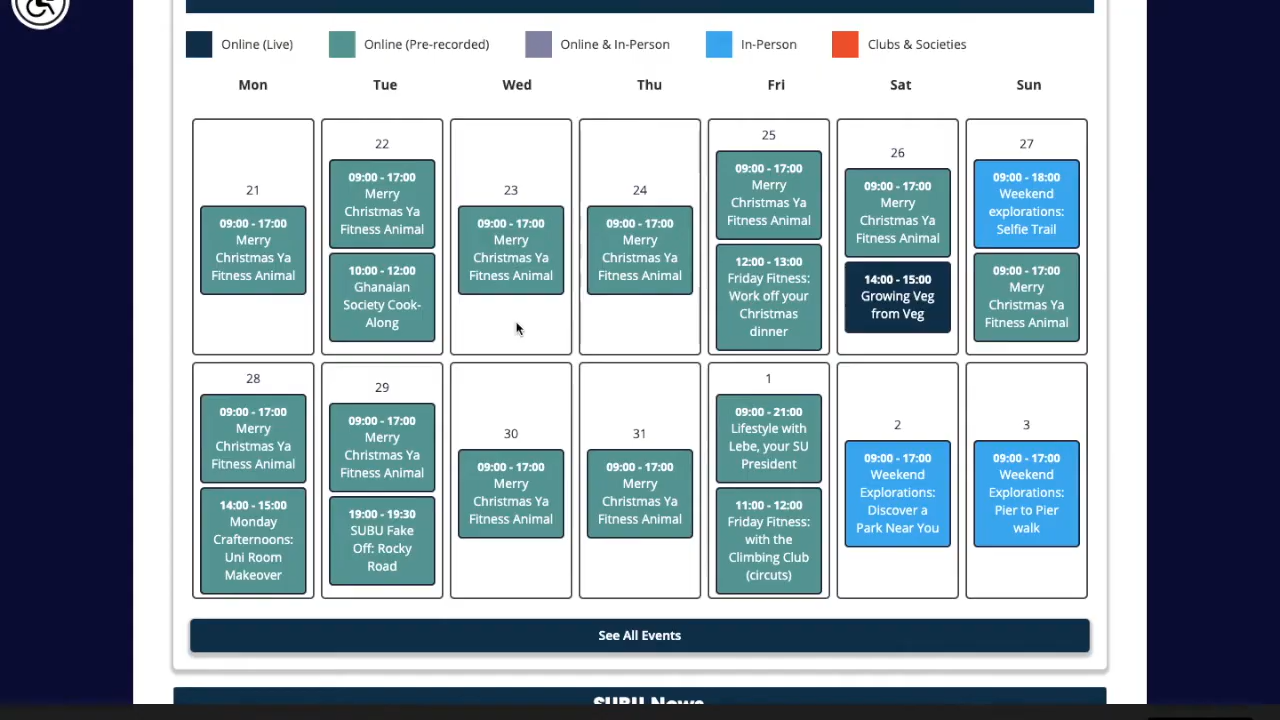 Online (Live)
Online (Pre-recorded)
Online & In-Person
In-Person
Clubs & Societies
Mon
Tue
Wed
Thu
Fri
Sat
Sun
21
09:00 - 17:00
Merry
Christmas Ya
Fitness Animal
22
09:00 - 17:00
Merry
Christmas Ya
Fitness Animal
10:00 - 12:00
Ghanaian
Society Cook-
Along
23
09:00 - 17:00
Merry
Christmas Ya
Fitness Animal
24
09:00 - 17:00
Merry
Christmas Ya
Fitness Animal
25
09:00 - 17:00
Merry
Christmas Ya
Fitness Animal
12:00 - 13:00
Friday Fitness:
Work off your
Christmas
dinner
26
09:00 - 17:00
Merry
Christmas Ya
Fitness Animal
14:00 - 15:00
Growing Veg
from Veg
27
09:00 - 18:00
Weekend
explorations:
Selfie Trail
09:00 - 17:00
Merry
Christmas Ya
Fitness Animal
28
09:00 - 17:00
Merry
Christmas Ya
Fitness Animal
14:00 - 15:00
Monday
Crafternoons:
Uni Room
Makeover
29
09:00 - 17:00
Merry
Christmas Ya
Fitness Animal
19:00 - 19:30
SUBU Fake
Off: Rocky
Road
30
09:00 - 17:00
Merry
Christmas Ya
Fitness Animal
31
09:00 - 17:00
Merry
Christmas Ya
Fitness Animal
1
09:00 - 21:00
Lifestyle with
Lebe, your SU
President
11:00 - 12:00
Friday Fitness:
with the
Climbing Club
(circuts)
2
09:00 - 17:00
Weekend
Explorations:
Discover a
Park Near You
3
09:00 - 17:00
Weekend
Explorations:
Pier to Pier
walk
See All Events
SUBU News